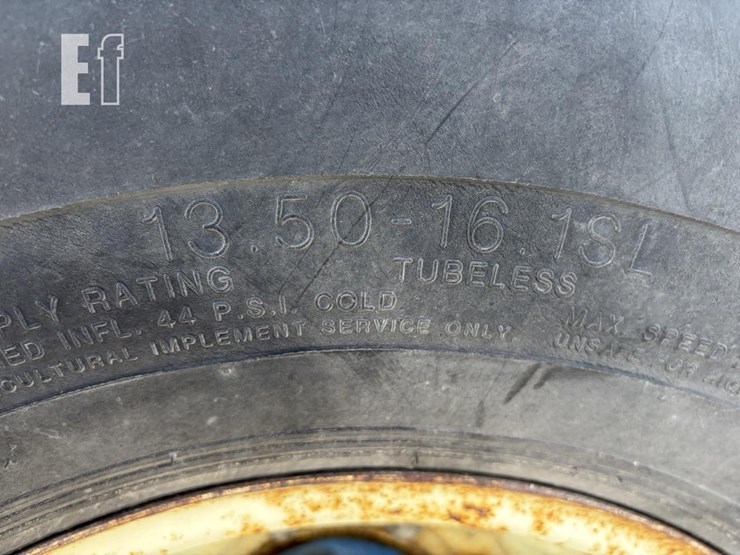 Ef
13.50-16.1SL
PLY RATING TUBELESS
ED INFL. 44 P.S.I. COLD MAX SPEED
CULTURAL IMPLEMENT SERVICE ONLY. UNSAFE FOR